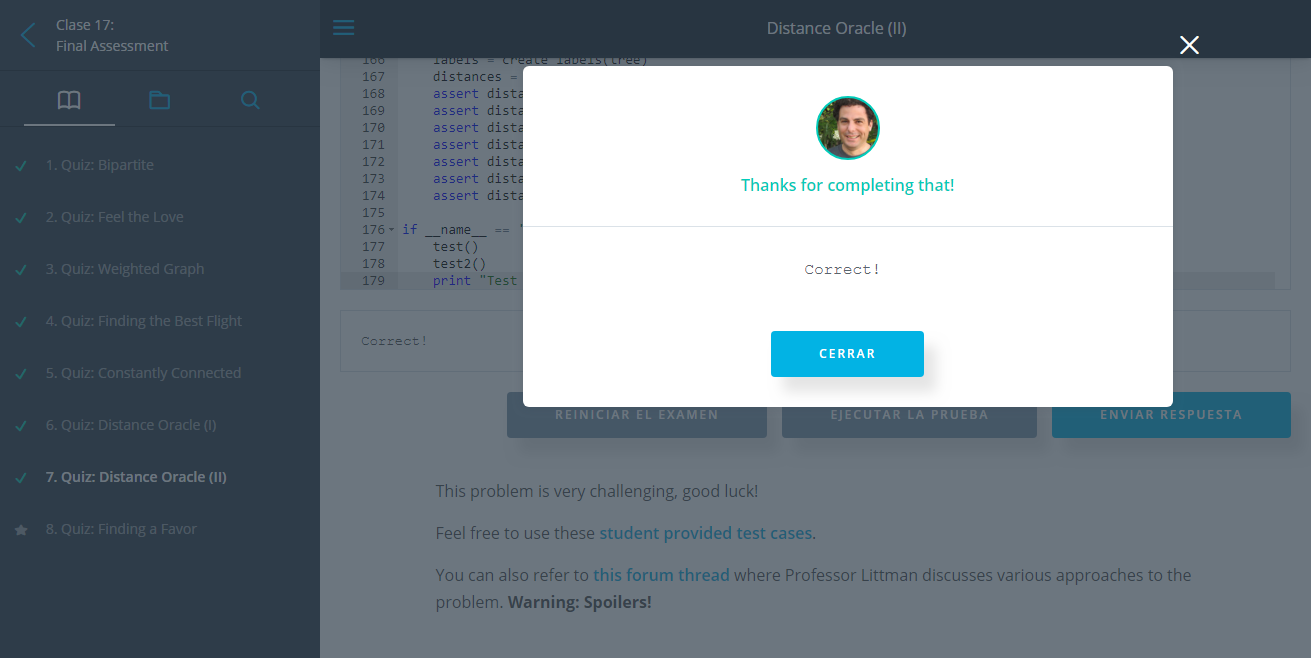 Clase 17:
Final Assessment
Distance Oracle (II)
1. Quiz: Bipartite
2. Quiz: Feel the Love
3. Quiz: Weighted Graph
4. Quiz: Finding the Best Flight
5. Quiz: Constantly Connected
6. Quiz: Distance Oracle (I)
7. Quiz: Distance Oracle (II)
8. Quiz: Finding a Favor
166 labels = create_labels(tree)
167 distances =
168 assert dista
169 assert dista
170 assert dista
171 assert dista
172 assert dista
173 assert dista
174 assert dista
175
176 if __name__ == '
177 test()
178 test2()
179 print "Test
Thanks for completing that!
Correct!
CERRAR
Correct!
REINICIAR EL EXAMEN EJECUTAR LA PRUEBA ENVIAR RESPUESTA
This problem is very challenging, good luck!
Feel free to use these student provided test cases.
You can also refer to this forum thread where Professor Littman discusses various approaches to the
problem. Warning: Spoilers!